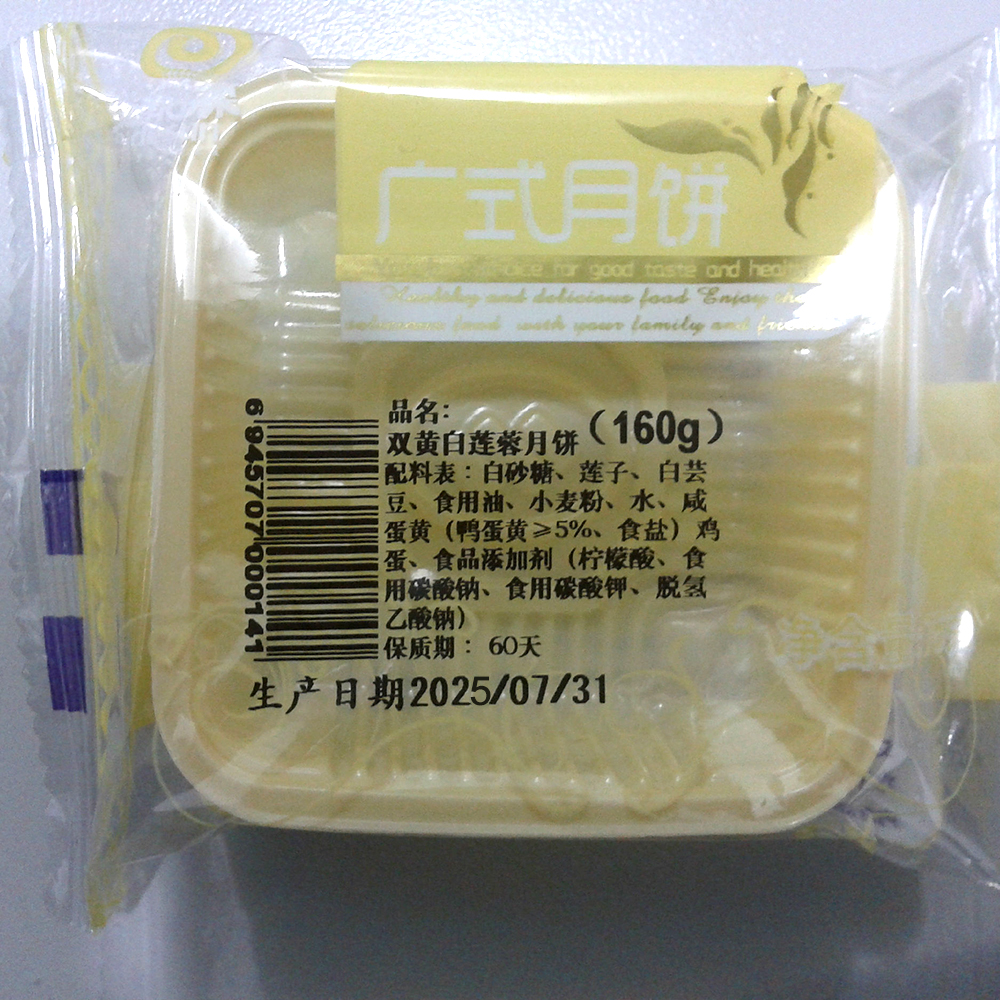 广式月饼
choice for good taste and health
Healthy and delicious food Enjoy the
food with your family and friends
品名:
双黄白莲蓉月饼（160g）
配料表：白砂糖、莲子、白芸
豆、食用油、小麦粉、水、咸
蛋黄（鸭蛋黄≥5%、食盐）鸡
蛋、食品添加剂（柠檬酸、食
用碳酸钠、食用碳酸钾、脱氢
乙酸钠）
保质期：60天
生产日期2025/07/31
6945707000141
净含量